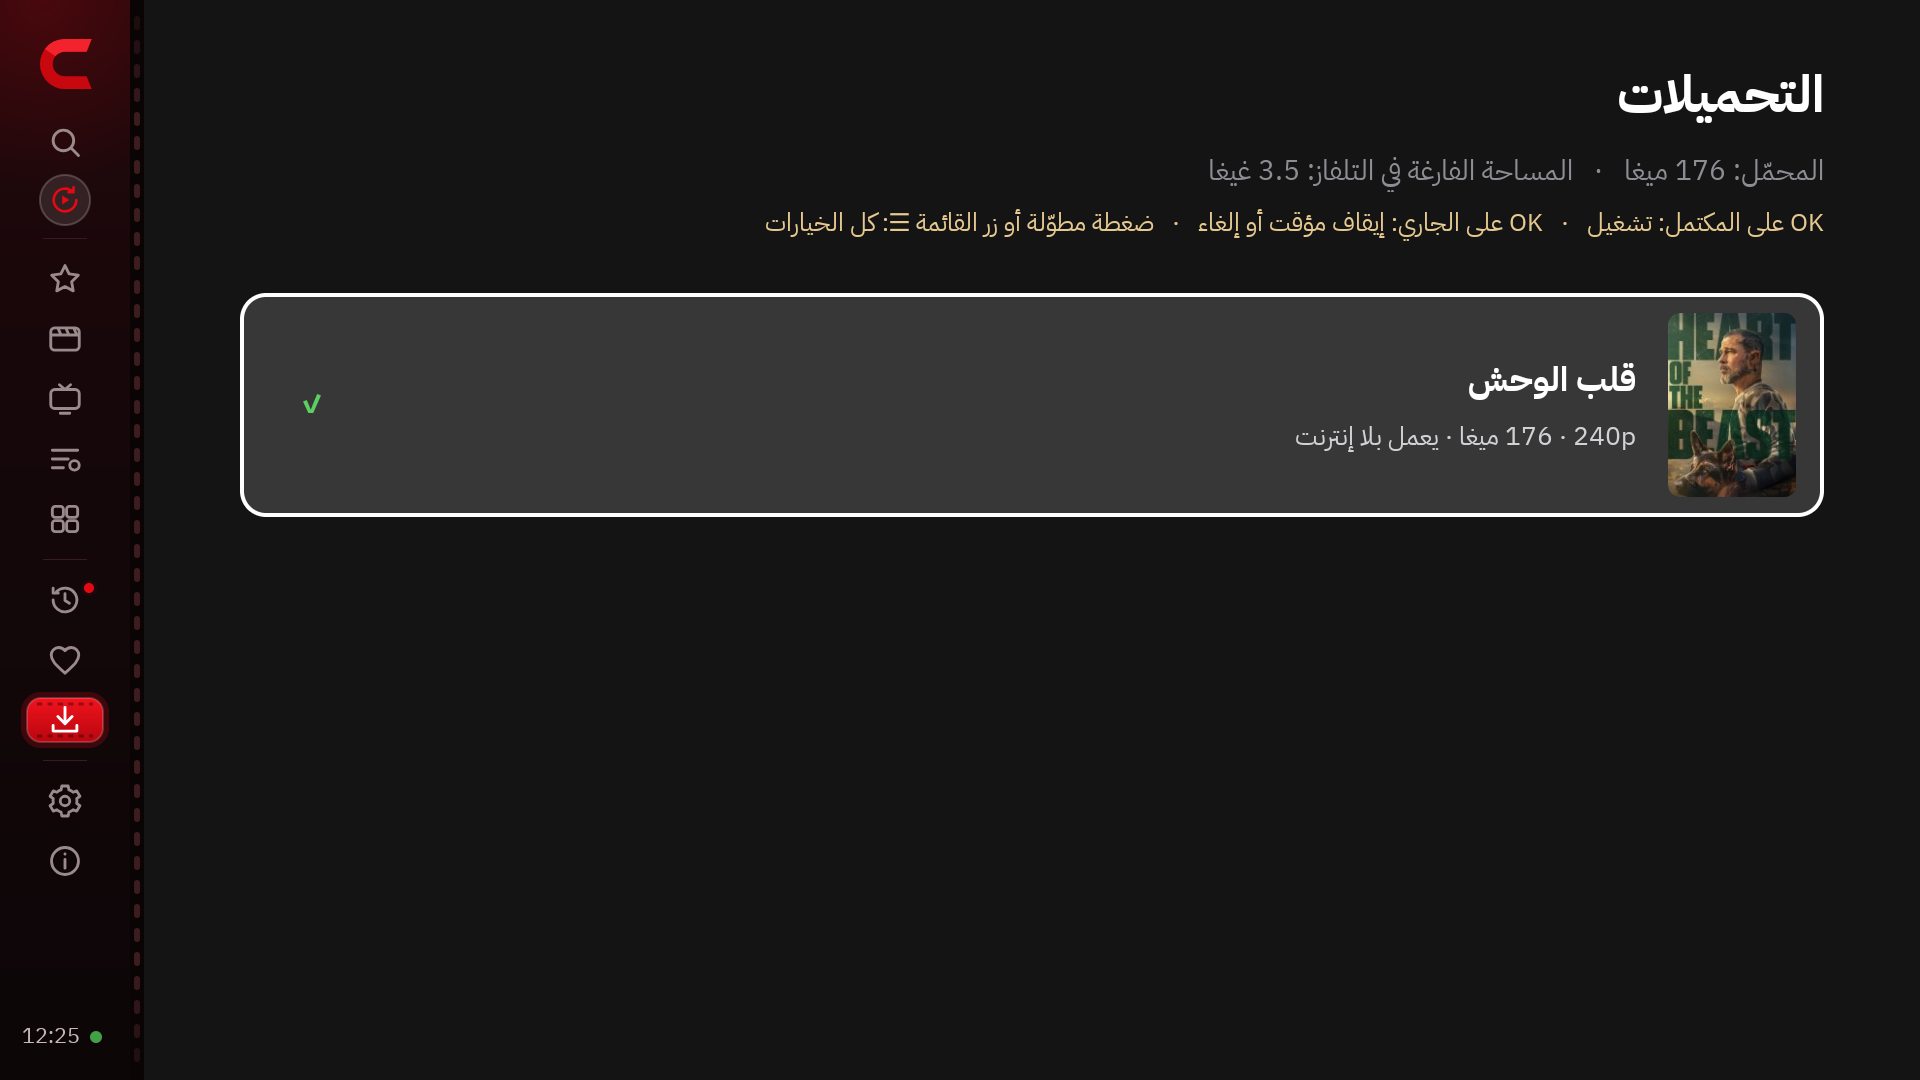 التحميلات
المحمّل: 176 ميغا · المساحة الفارغة في التلفاز: 3.5 غيغا
OK على المكتمل: تشغيل · OK على الجاري: إيقاف مؤقت أو إلغاء · ضغطة مطوّلة أو زر القائمة ☰: كل الخيارات
HEART
OF
THE
BEAST
قلب الوحش
240p · 176 ميغا · يعمل بلا إنترنت
12:25